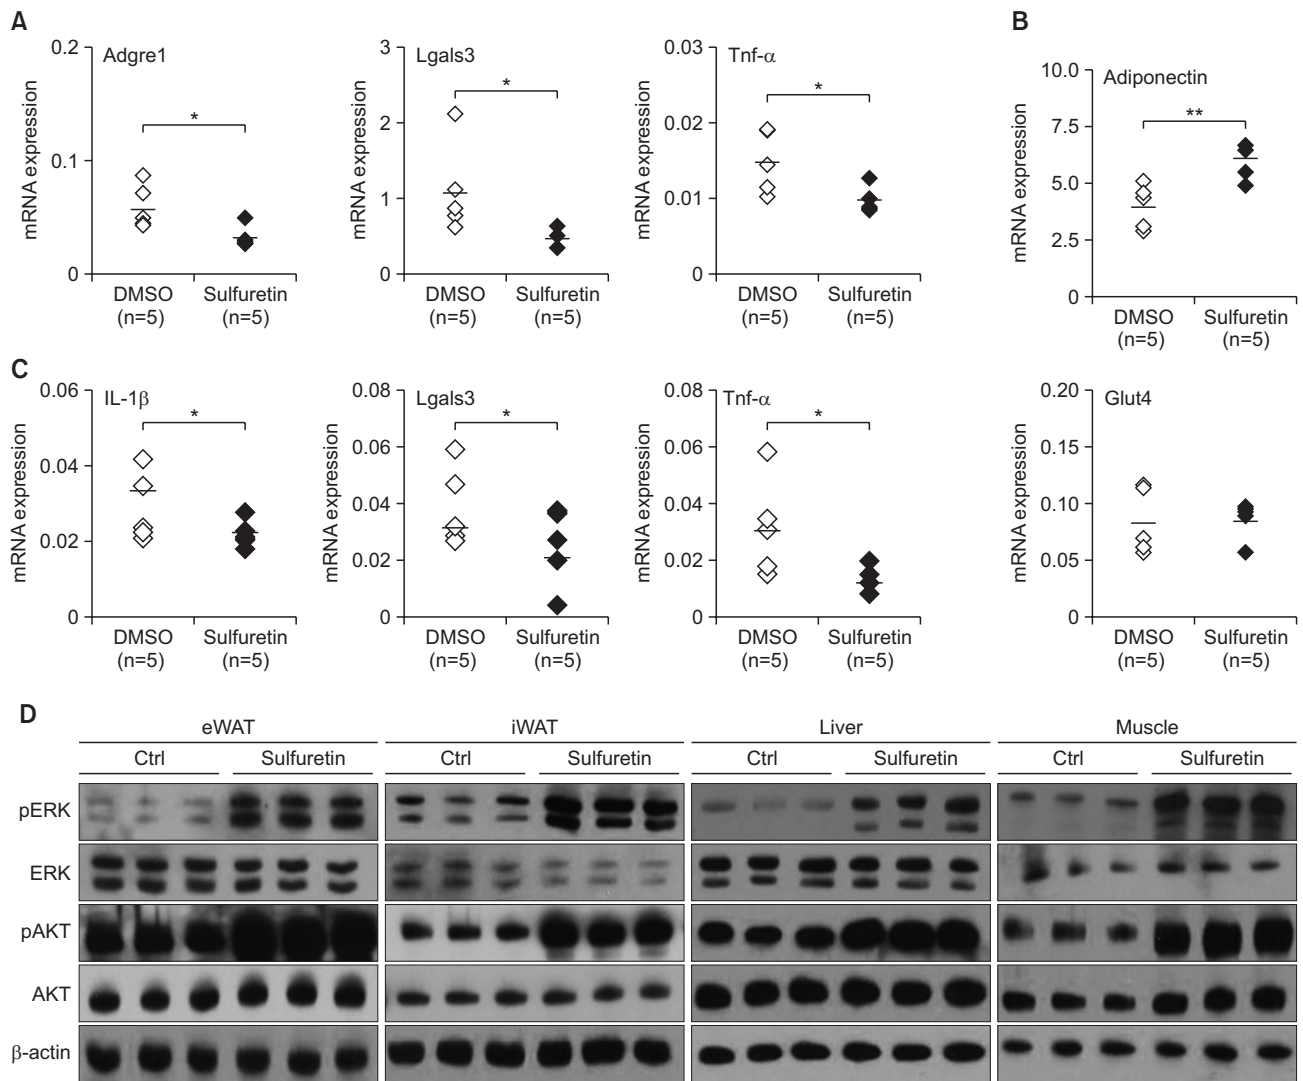 A
Adgre1
mRNA expression
0.2
0.1
0
*
DMSO
(n=5)
Sulfuretin
(n=5)
Lgals3
mRNA expression
3
2
1
0
*
DMSO
(n=5)
Sulfuretin
(n=5)
Tnf-α
mRNA expression
0.03
0.02
0.01
0
*
DMSO
(n=5)
Sulfuretin
(n=5)
B
Adiponectin
mRNA expression
10.0
7.5
5.0
2.5
0
**
DMSO
(n=5)
Sulfuretin
(n=5)
Glut4
mRNA expression
0.20
0.15
0.10
0.05
0
DMSO
(n=5)
Sulfuretin
(n=5)
C
IL-1β
mRNA expression
0.06
0.04
0.02
0
*
DMSO
(n=5)
Sulfuretin
(n=5)
Lgals3
mRNA expression
0.08
0.06
0.04
0.02
0
*
DMSO
(n=5)
Sulfuretin
(n=5)
Tnf-α
mRNA expression
0.08
0.06
0.04
0.02
0
*
DMSO
(n=5)
Sulfuretin
(n=5)
D
eWAT iWAT Liver Muscle
Ctrl Sulfuretin Ctrl Sulfuretin Ctrl Sulfuretin Ctrl Sulfuretin
pERK
ERK
pAKT
AKT
β-actin